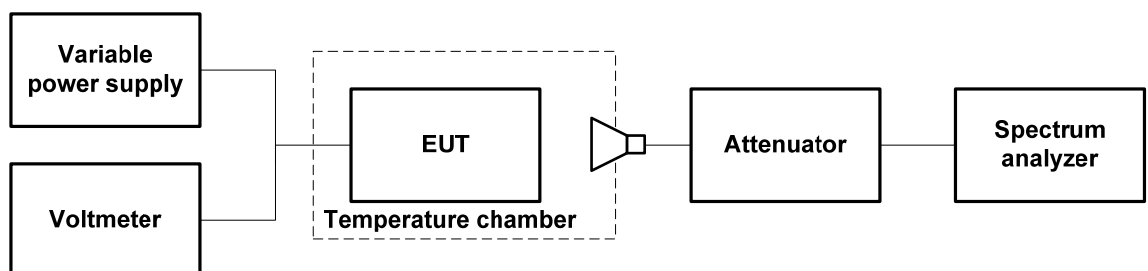 Variable
power supply
Voltmeter
EUT
Temperature chamber
Attenuator
Spectrum
analyzer